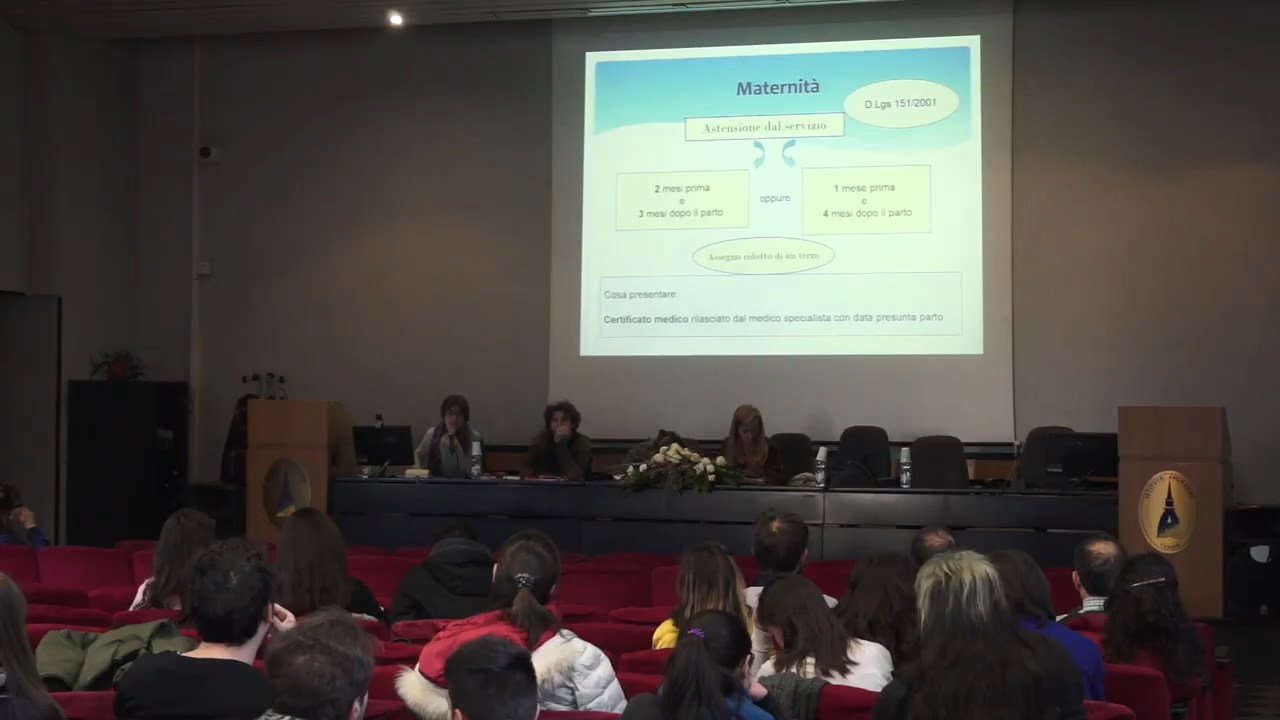 Maternità
D.Lgs 151/2001
Astensione dal servizio
2 mesi prima
e
3 mesi dopo il parto
oppure
1 mese prima
e
4 mesi dopo il parto
Assegno ridotto di un terzo
Cosa presentare:
Certificato medico rilasciato dal medico specialista con data presunta parto